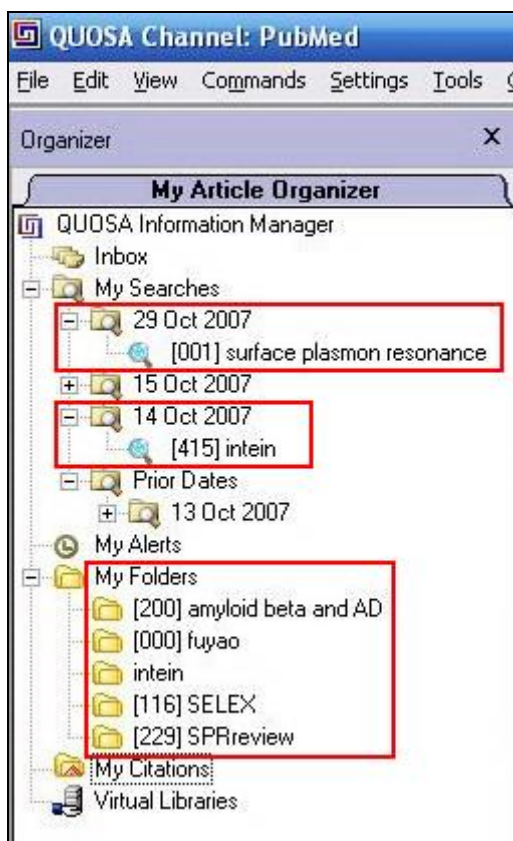 QUOSA Channel: PubMed
File Edit View Commands Settings Tools
Organizer X
My Article Organizer
QUOSA Information Manager
Inbox
My Searches
29 Oct 2007
[001] surface plasmon resonance
15 Oct 2007
14 Oct 2007
[415] intein
Prior Dates
13 Oct 2007
My Alerts
My Folders
[200] amyloid beta and AD
[000] fuyao
intein
[116] SELEX
[229] SPRreview
My Citations
Virtual Libraries